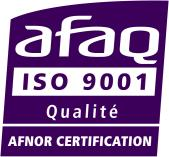 afaq
ISO 9001
Qualité
AFNOR CERTIFICATION